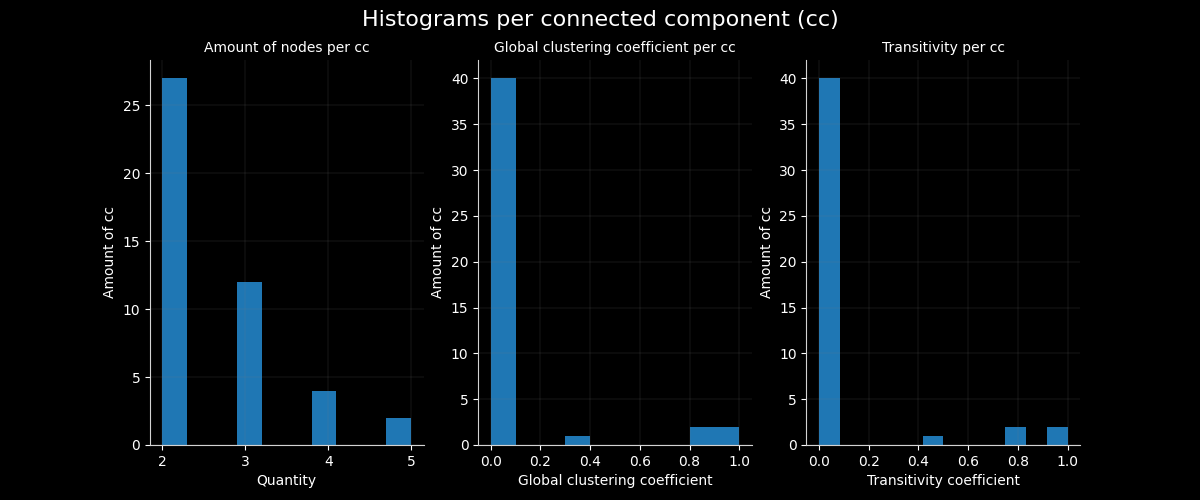 Histograms per connected component (cc)
Amount of nodes per cc
Amount of cc
25
20
15
10
5
0
2 3 4 5
Quantity
Global clustering coefficient per cc
Amount of cc
40
35
30
25
20
15
10
5
0
0.0 0.2 0.4 0.6 0.8 1.0
Global clustering coefficient
Transitivity per cc
Amount of cc
40
35
30
25
20
15
10
5
0
0.0 0.2 0.4 0.6 0.8 1.0
Transitivity coefficient